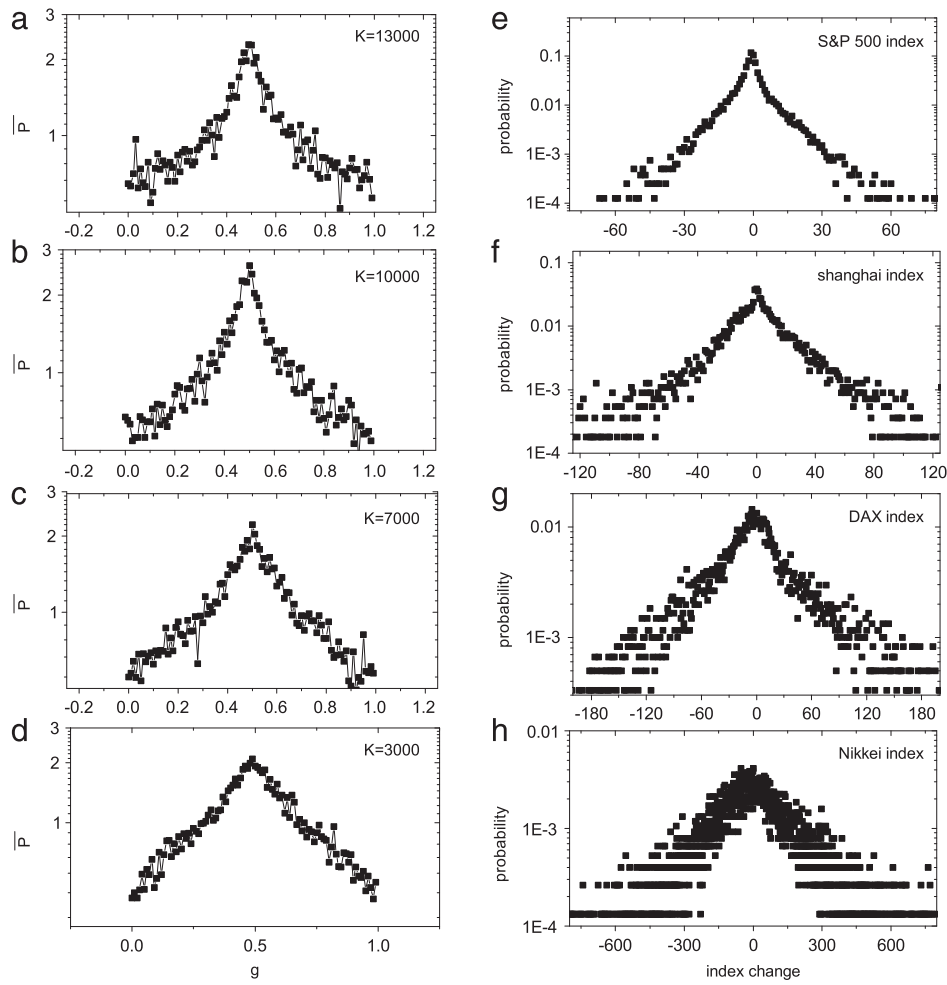 a
3
2
1
P
K=13000
-0.2 0.0 0.2 0.4 0.6 0.8 1.0 1.2
b
3
2
1
P
K=10000
-0.2 0.0 0.2 0.4 0.6 0.8 1.0 1.2
c
3
2
1
P
K=7000
-0.2 0.0 0.2 0.4 0.6 0.8 1.0 1.2
d
3
2
1
P
K=3000
0.0 0.5 1.0
g
e
S&P 500 index
0.1
0.01
1E-3
1E-4
probability
-60 -30 0 30 60
f
shanghai index
0.1
0.01
1E-3
1E-4
probability
-120 -80 -40 0 40 80 120
g
DAX index
0.01
1E-3
probability
-180 -120 -60 0 60 120 180
h
Nikkei index
0.01
1E-3
1E-4
probability
-600 -300 0 300 600
index change